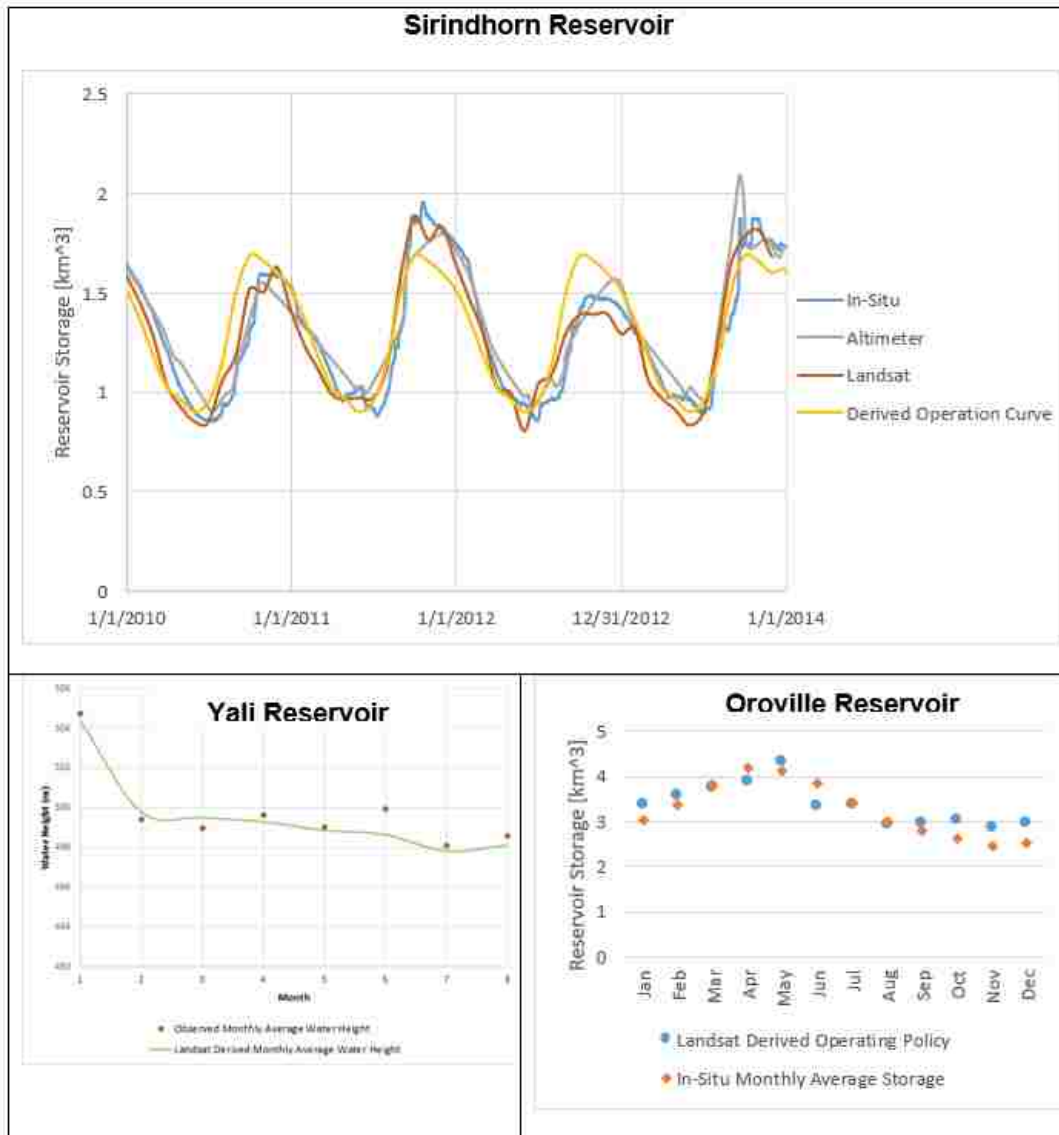 Sirindhorn Reservoir
Reservoir Storage [km^3]
2.5
2
1.5
1
0.5
0
1/1/2010 1/1/2011 1/1/2012 12/31/2012 1/1/2014
In-Situ
Altimeter
Landsat
Derived Operation Curve
Yali Reservoir
Water Height (m)
1 2 3 4 5 6 7 8
Month
Observed Monthly Average Water Height
Landsat Derived Monthly Average Water Height
Oroville Reservoir
Reservoir Storage [km^3]
5
4
3
2
1
0
Jan Feb Mar Apr May Jun Jul Aug Sep Oct Nov Dec
Landsat Derived Operating Policy
In-Situ Monthly Average Storage